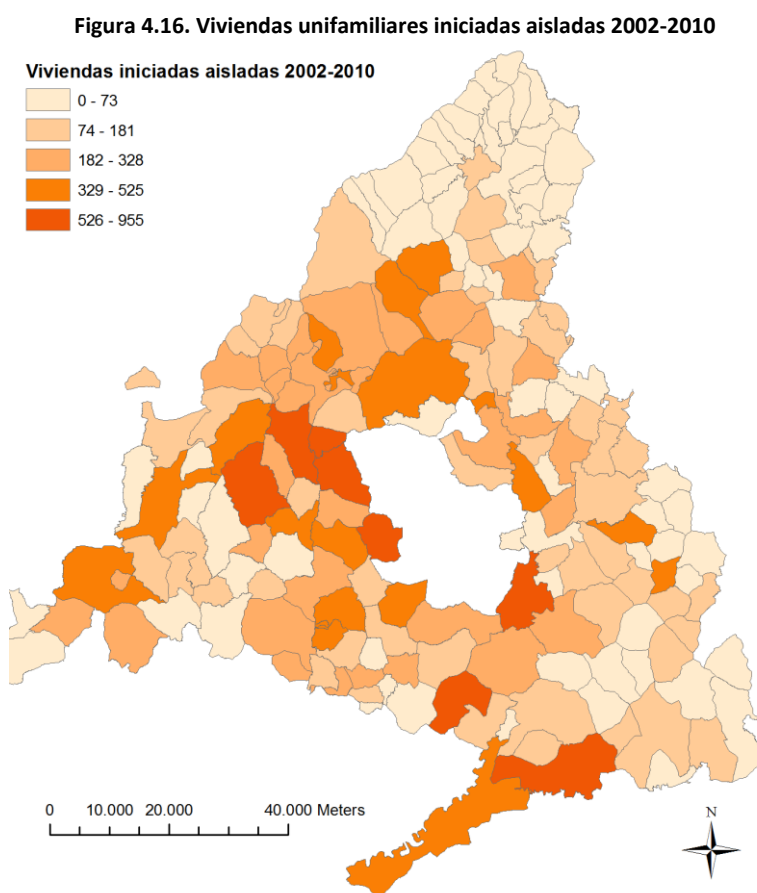 Figura 4.16. Viviendas unifamiliares iniciadas aisladas 2002-2010
Viviendas iniciadas aisladas 2002-2010
0 - 73
74 - 181
182 - 328
329 - 525
526 - 955
0 10.000 20.000 40.000 Meters
N